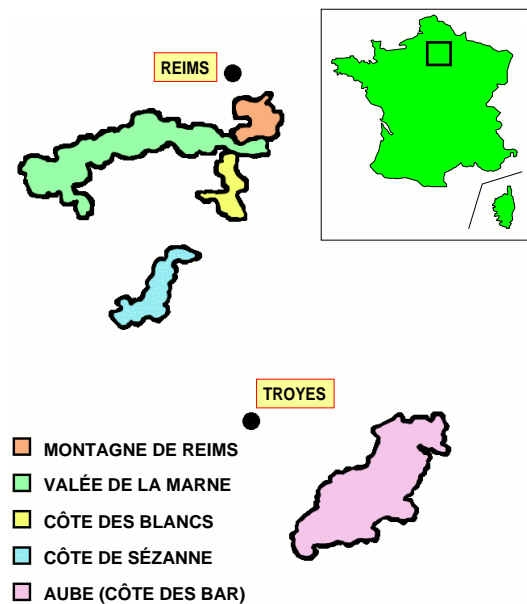 REIMS
TROYES
MONTAGNE DE REIMS
VALÉE DE LA MARNE
CÔTE DES BLANCS
CÔTE DE SÉZANNE
AUBE (CÔTE DES BAR)